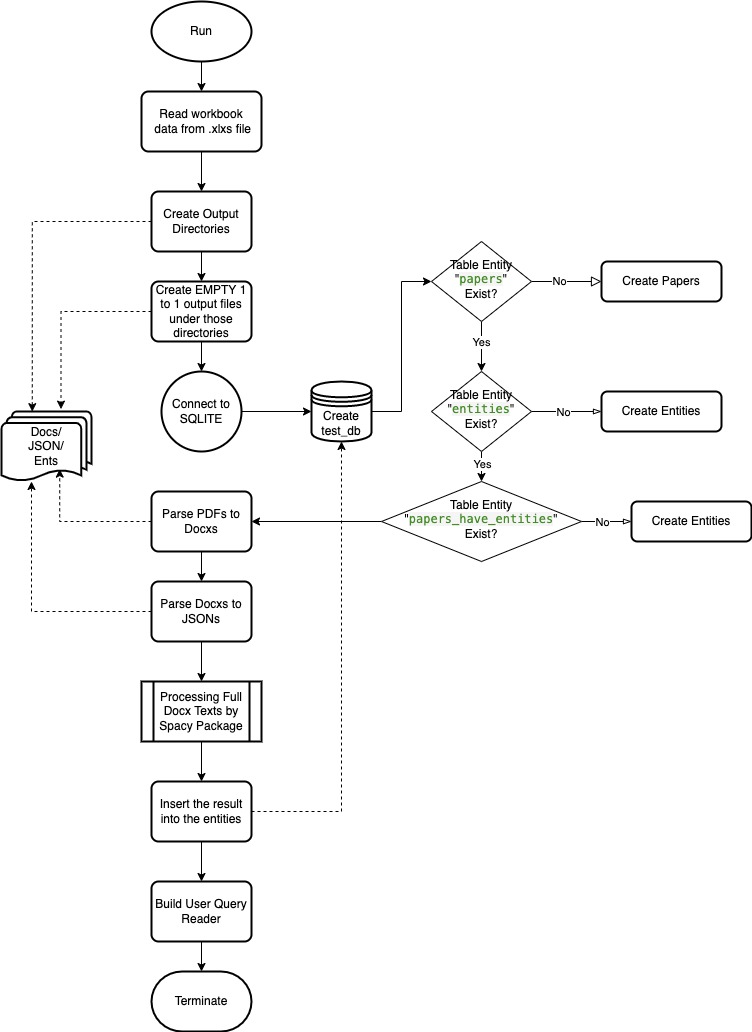 Run
Read workbook
data from .xlxs file
Create Output
Directories
Create EMPTY 1
to 1 output files
under those
directories
Connect to
SQLITE
Create
test_db
Table Entity
"papers"
Exist?
No
Create Papers
Yes
Table Entity
"entities"
Exist?
No
Create Entities
Yes
Table Entity
"papers_have_entities"
Exist?
No
Create Entities
Docs/
JSON/
Ents
Parse PDFs to
Docxs
Parse Docxs to
JSONs
Processing Full
Docx Texts by
Spacy Package
Insert the result
into the entities
Build User Query
Reader
Terminate